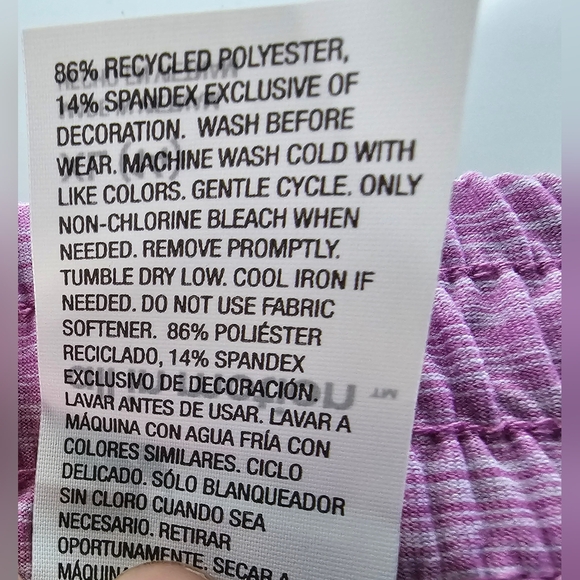 86% RECYCLED POLYESTER,
14% SPANDEX EXCLUSIVE OF
DECORATION. WASH BEFORE
WEAR. MACHINE WASH COLD WITH
LIKE COLORS. GENTLE CYCLE. ONLY
NON-CHLORINE BLEACH WHEN
NEEDED. REMOVE PROMPTLY.
TUMBLE DRY LOW. COOL IRON IF
NEEDED. DO NOT USE FABRIC
SOFTENER. 86% POLIÉSTER
RECICLADO, 14% SPANDEX
EXCLUSIVO DE DECORACIÓN.
LAVAR ANTES DE USAR. LAVAR A
MÁQUINA CON AGUA FRÍA CON
COLORES SIMILARES. CICLO
DELICADO. SÓLO BLANQUEADOR
SIN CLORO CUANDO SEA
NECESARIO. RETIRAR
OPORTUNAMENTE. SECAR A